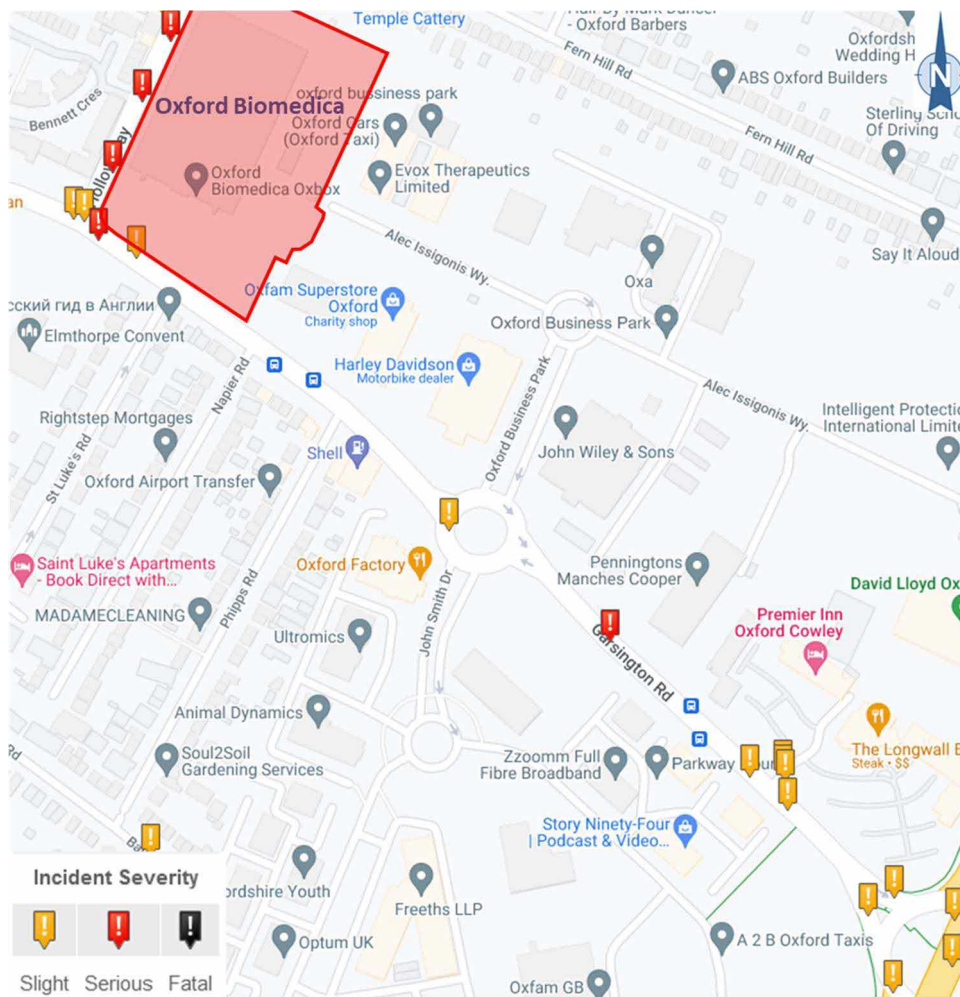 Temple Cattery
- Oxford Barbers
Fern Hill Rd
Oxfordsh
Wedding H
N
ABS Oxford Builders
Bennett Cres
Oxford Biomedica
oxford bussiness park
Oxford Cars
(Oxford Taxi)
Sterling Scho
Of Driving
Fern Hill Rd
Oxford
Biomedica Oxbox
Evox Therapeutics
Limited
an
Say It Aloud
Alec Issigonis Wy.
Oxa
сский гид в Англии
Elmthorpe Convent
Oxfam Superstore
Oxford
Charity shop
Oxford Business Park
Harley Davidson
Motorbike dealer
Napier Rd
Alec Issigonis Wy.
Rightstep Mortgages
Oxford Business Park
Intelligent Protectio
International Limite
St Luke's Rd
Shell
John Wiley & Sons
Oxford Airport Transfer
Saint Luke's Apartments
- Book Direct with...
Oxford Factory
Penningtons
Manches Cooper
David Lloyd Ox
MADAMECLEANING
Phipps Rd
John Smith Dr
Premier Inn
Oxford Cowley
Ultromics
Garsington Rd
Animal Dynamics
Rd
Soul2Soil
Gardening Services
Zzoomm Full
Fibre Broadband
Parkway
The Longwall E
Steak • $$
Story Ninety-Four
| Podcast & Video...
Incident Severity
ordshire Youth
Freeths LLP
Optum UK
A 2 B Oxford Taxis
Slight Serious Fatal
Oxfam GB